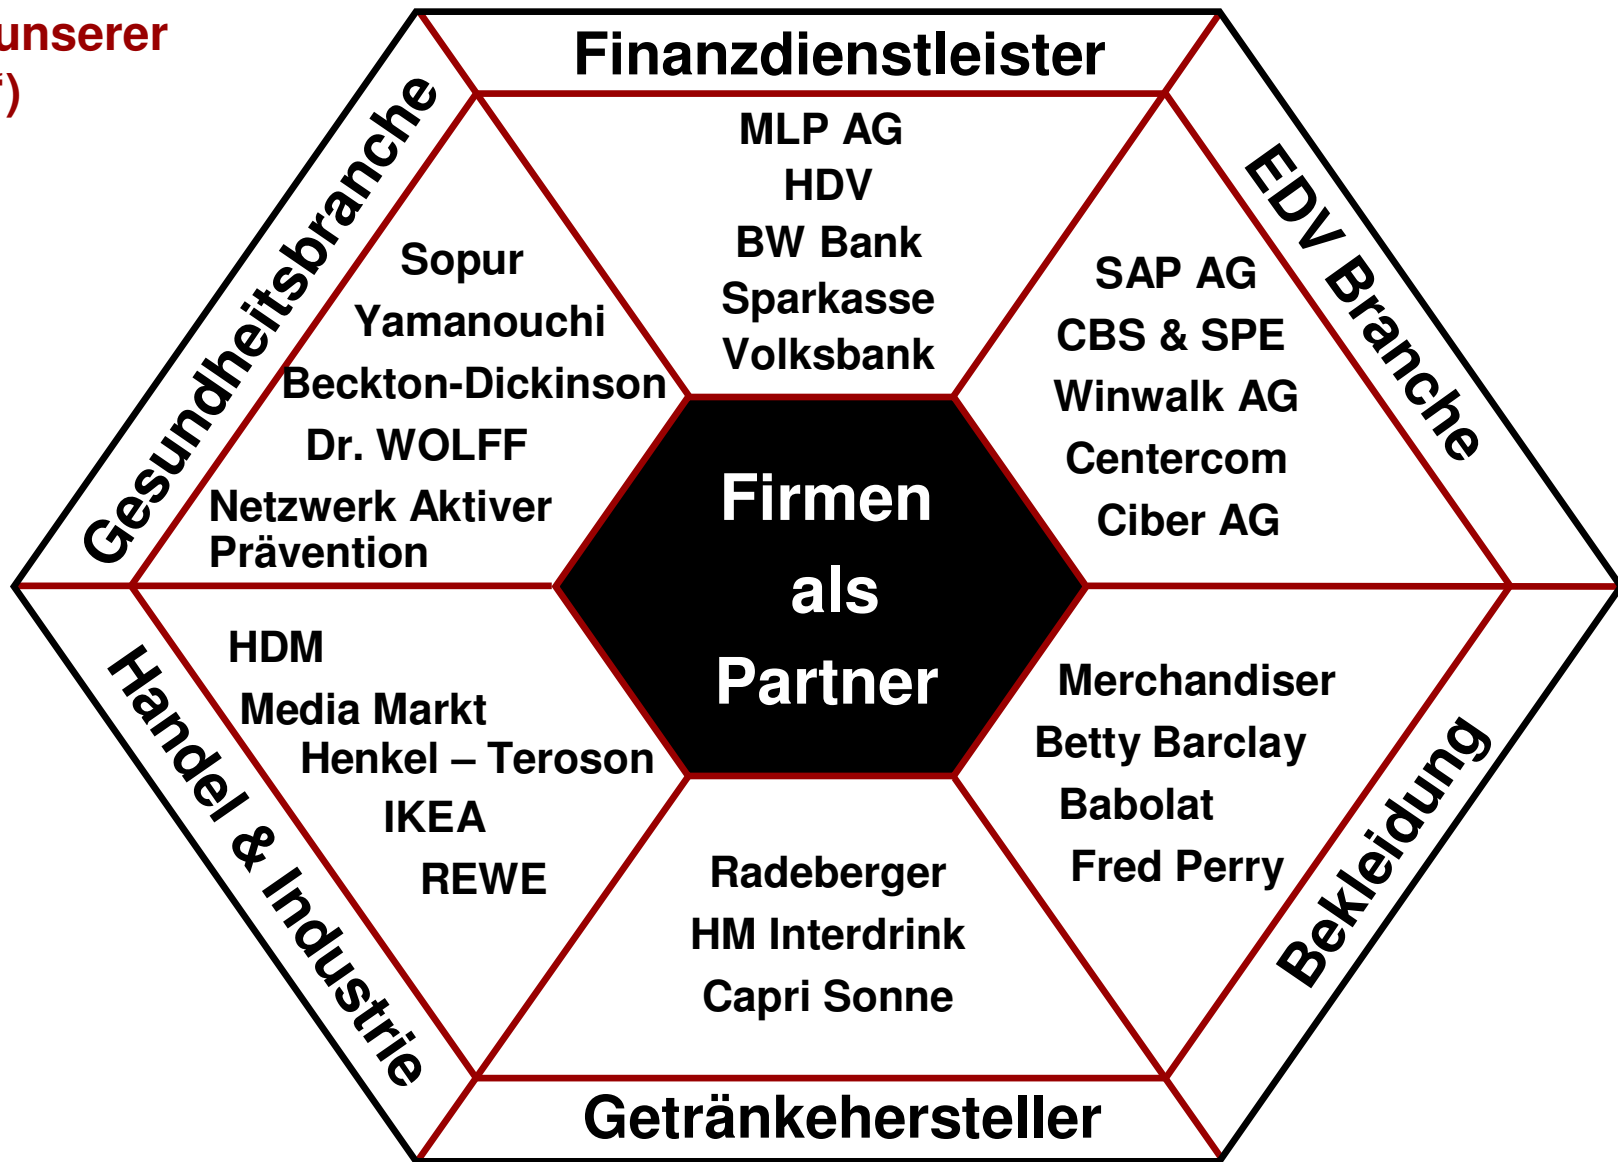 unserer
Finanzdienstleister
MLP AG
HDV
BW Bank
Sparkasse
Volksbank
EDV Branche
SAP AG
CBS & SPE
Winwalk AG
Centercom
Ciber AG
Bekleidung
Merchandiser
Betty Barclay
Babolat
Fred Perry
Getränkehersteller
Radeberger
HM Interdrink
Capri Sonne
Handel & Industrie
HDM
Media Markt
Henkel – Teroson
IKEA
REWE
Gesundheitsbranche
Sopur
Yamanouchi
Beckton-Dickinson
Dr. WOLFF
Netzwerk Aktiver
Prävention
Firmen
als
Partner